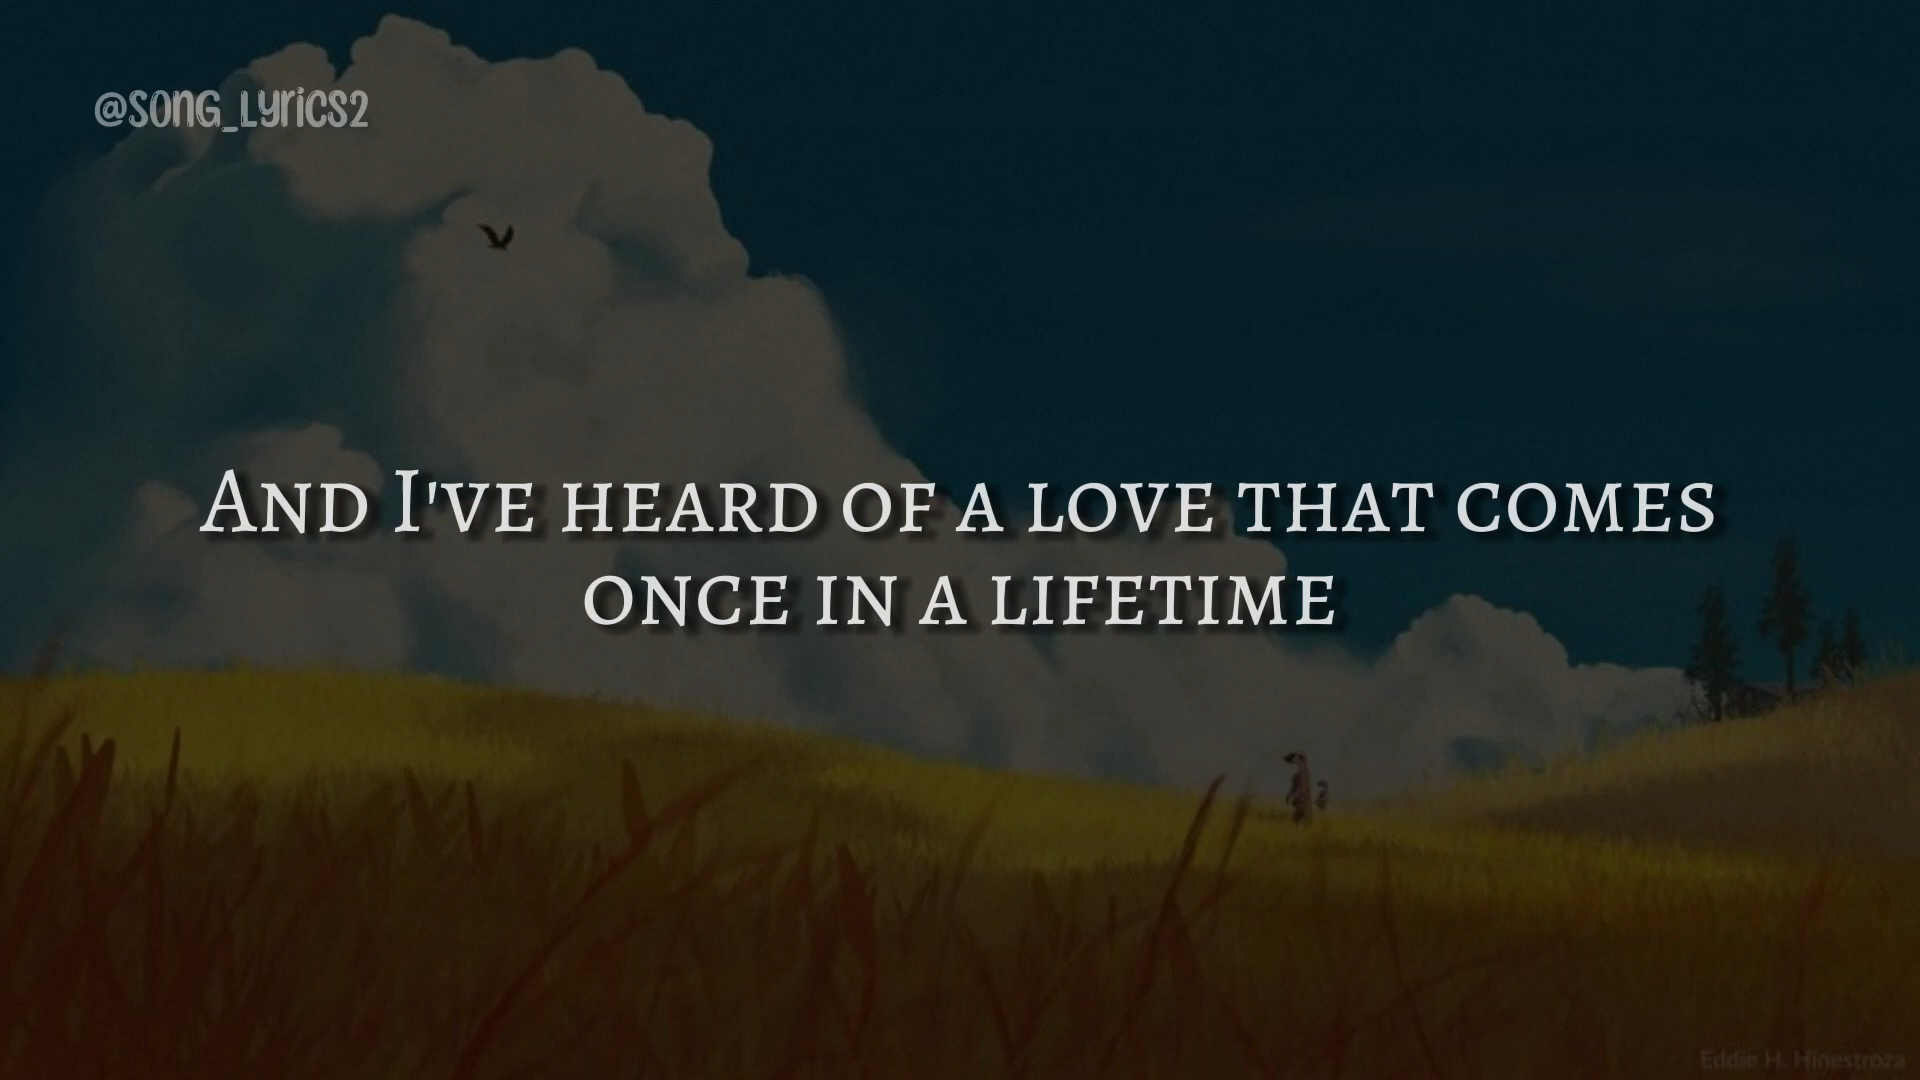 @SONG_LYRICS2
And I've heard of a love that comes
once in a lifetime
Eddie H. Hinestroza